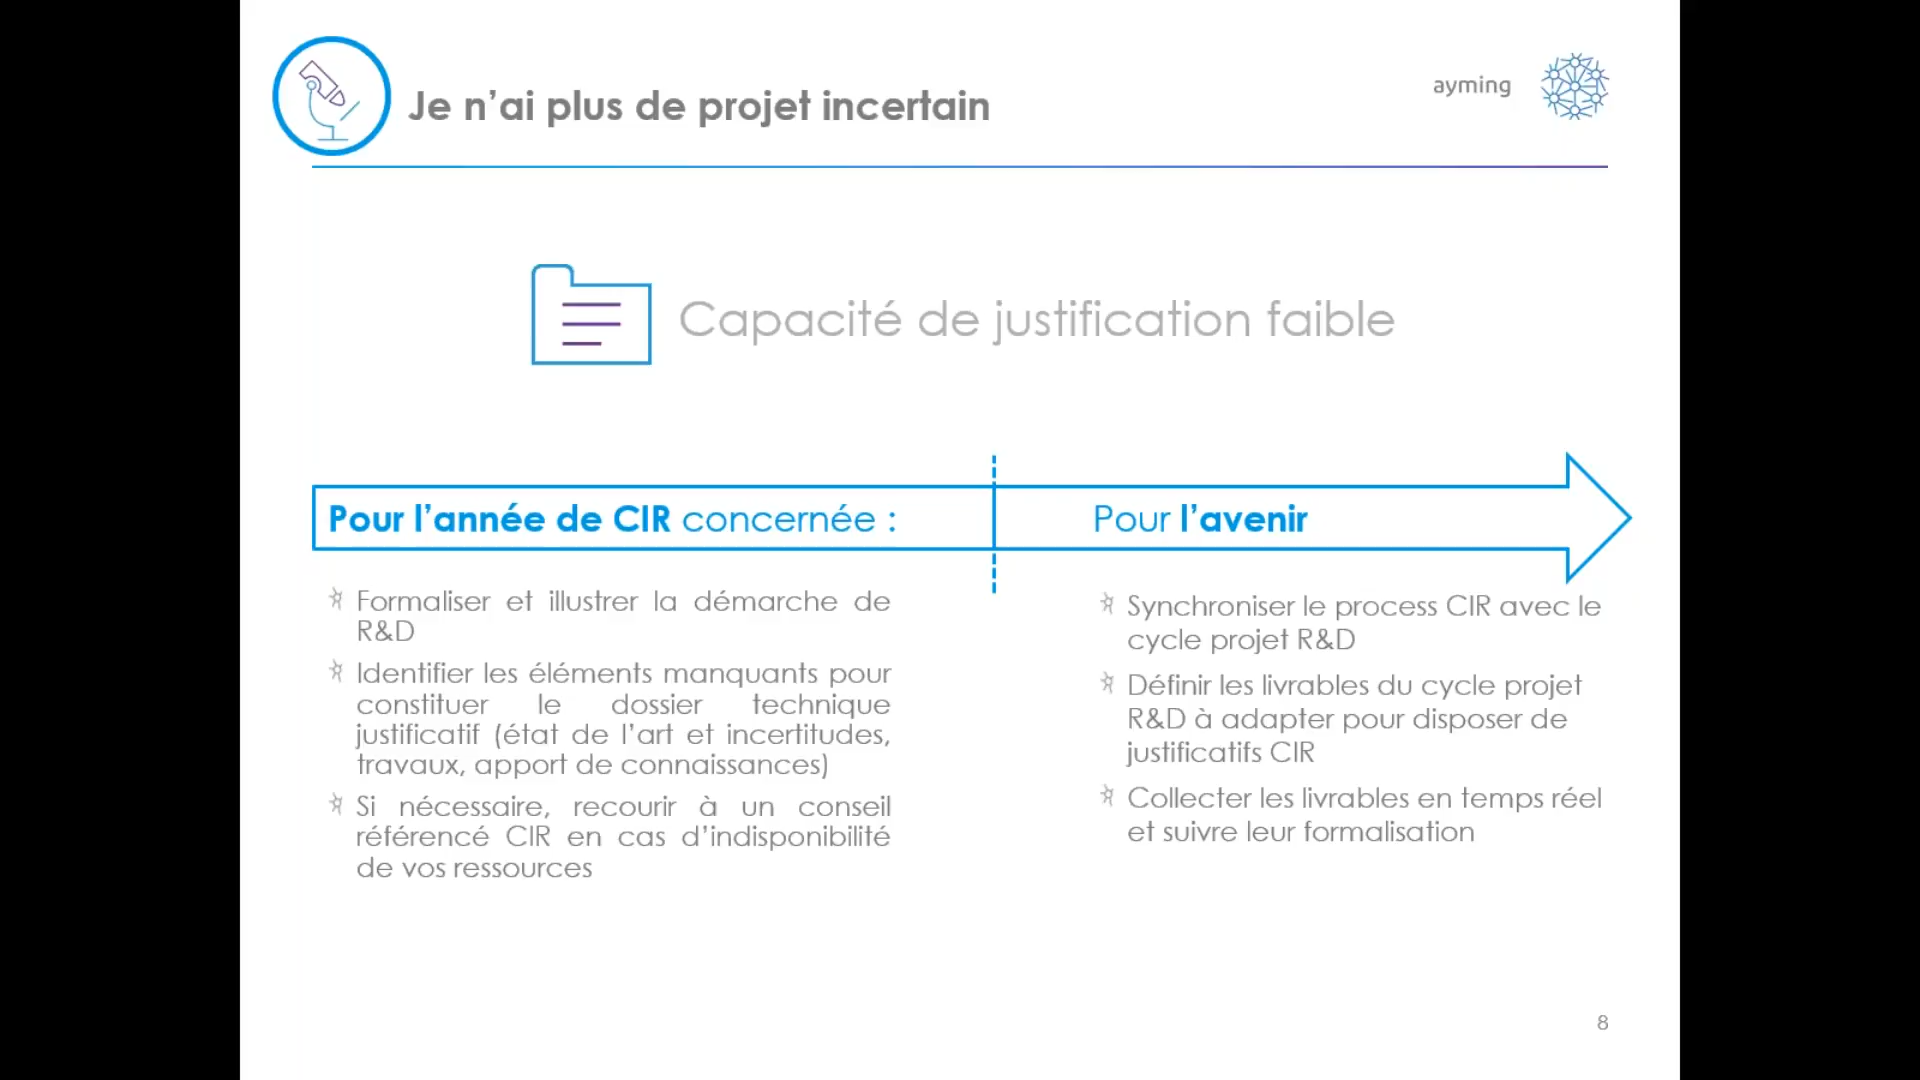 Je n’ai plus de projet incertain
ayming
Capacité de justification faible
Pour l’année de CIR concernée :
Formaliser et illustrer la démarche de
R&D
Identifier les éléments manquants pour
constituer le dossier technique
justificatif (état de l’art et incertitudes,
travaux, apport de connaissances)
Si nécessaire, recourir à un conseil
référencé CIR en cas d’indisponibilité
de vos ressources
Pour l’avenir
Synchroniser le process CIR avec le
cycle projet R&D
Définir les livrables du cycle projet
R&D à adapter pour disposer de
justificatifs CIR
Collecter les livrables en temps réel
et suivre leur formalisation
8